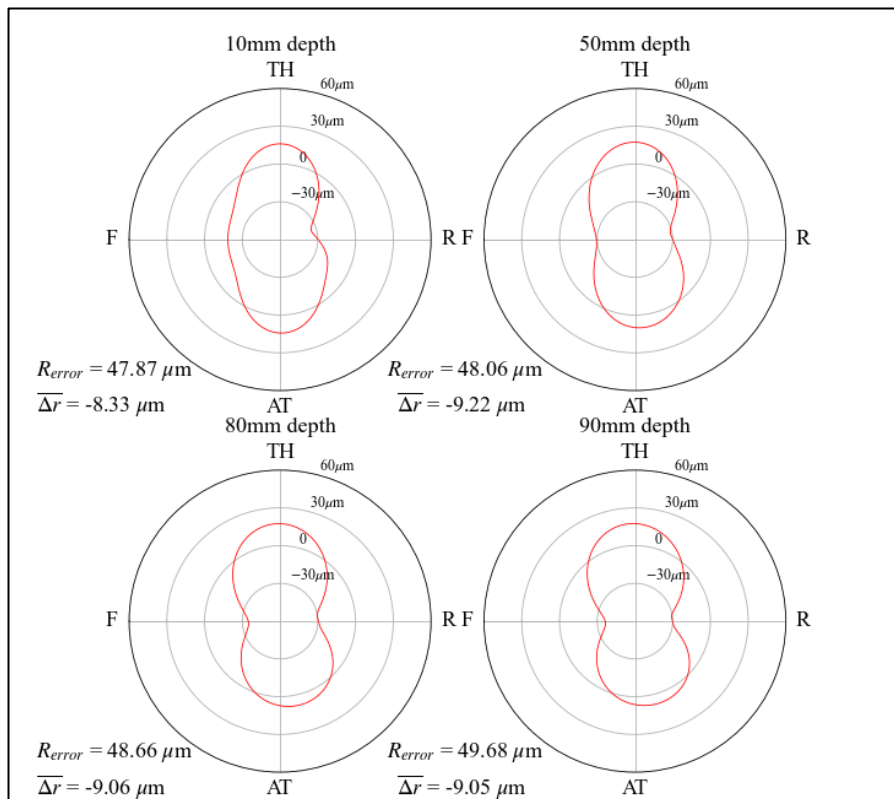 10mm depth
TH
60μm
30μm
0
−30μm
F
R
R_error = 47.87 μm
Δr̅ = -8.33 μm
AT
50mm depth
TH
60μm
30μm
0
−30μm
F
R
R_error = 48.06 μm
Δr̅ = -9.22 μm
AT
80mm depth
TH
60μm
30μm
0
−30μm
F
R
R_error = 48.66 μm
Δr̅ = -9.06 μm
AT
90mm depth
TH
60μm
30μm
0
−30μm
F
R
R_error = 49.68 μm
Δr̅ = -9.05 μm
AT